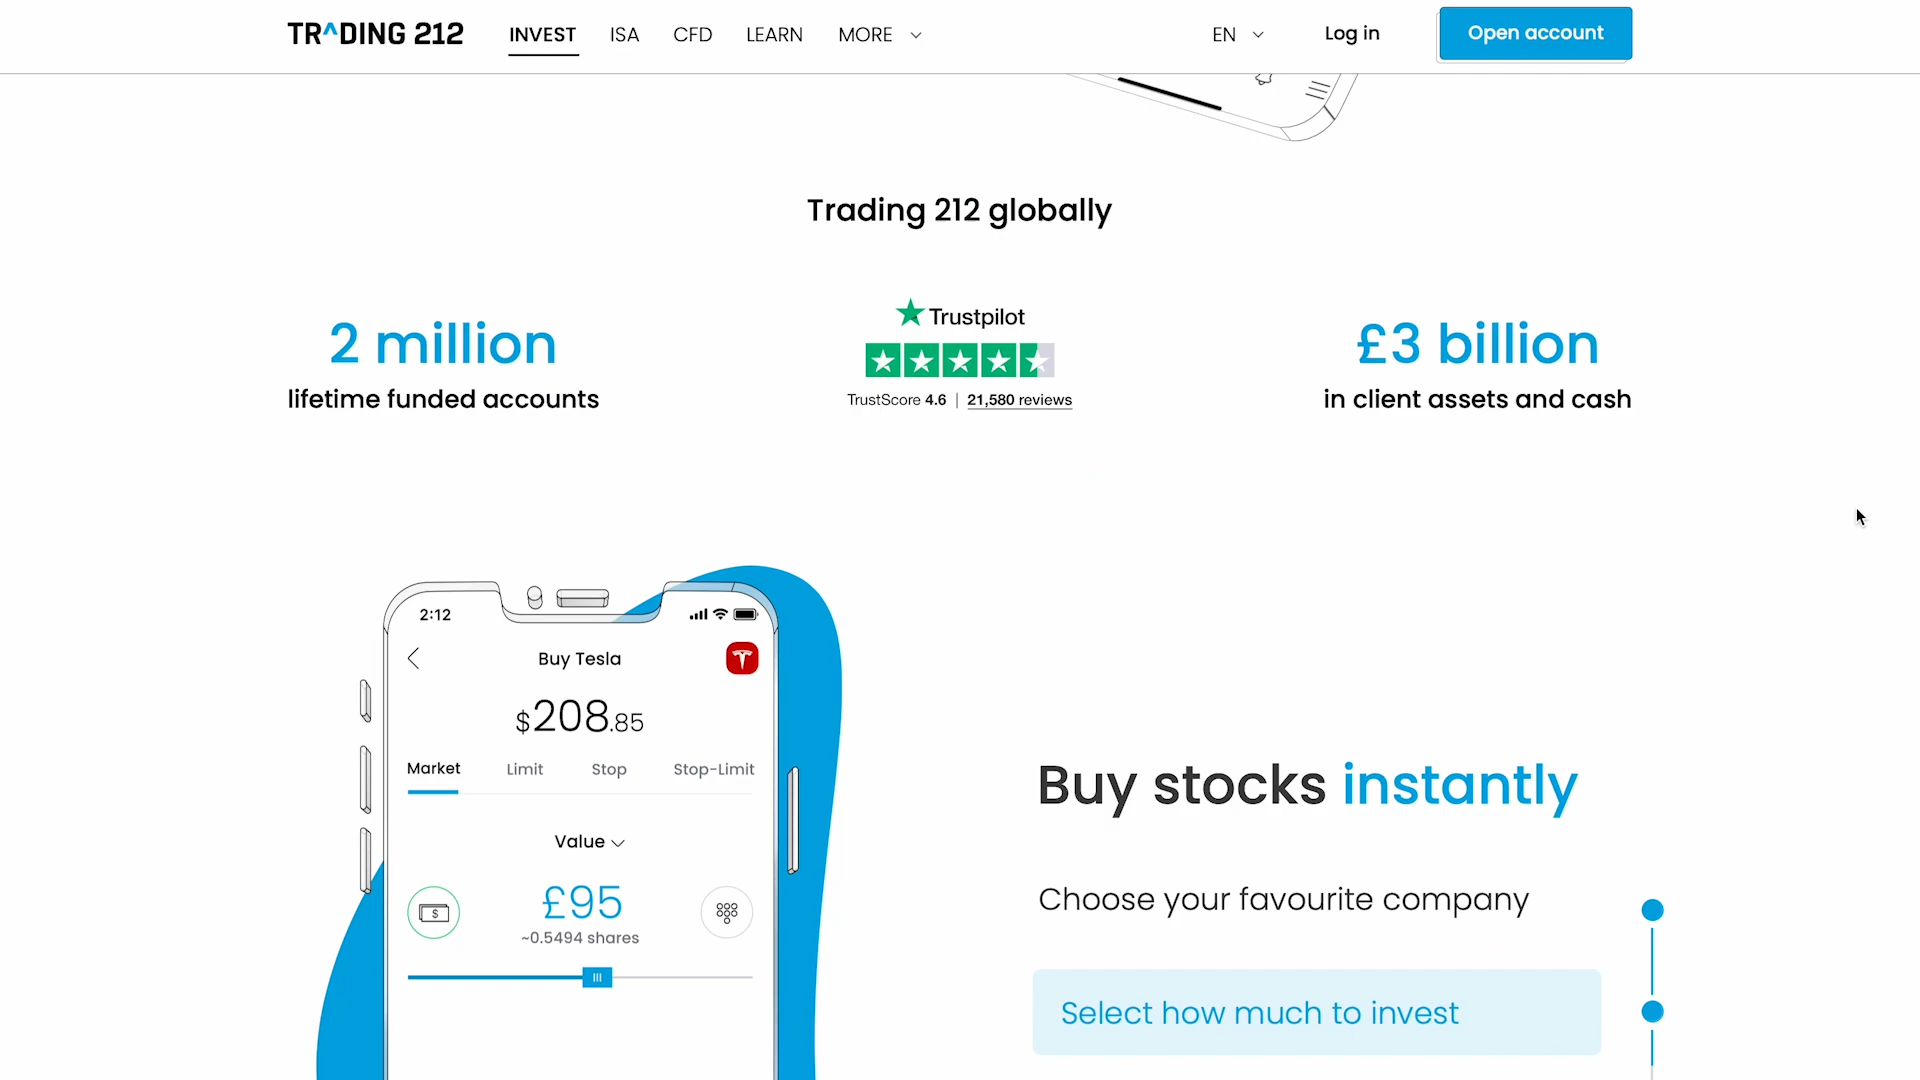 TR^DING 212
INVEST
ISA
CFD
LEARN
MORE
EN
Log in
Open account
Trading 212 globally
2 million
lifetime funded accounts
Trustpilot
TrustScore 4.6 | 21,580 reviews
£3 billion
in client assets and cash
2:12
Buy Tesla
$208.85
Market
Limit
Stop
Stop-Limit
Value
$
£95
~0.5494 shares
Buy stocks instantly
Choose your favourite company
Select how much to invest